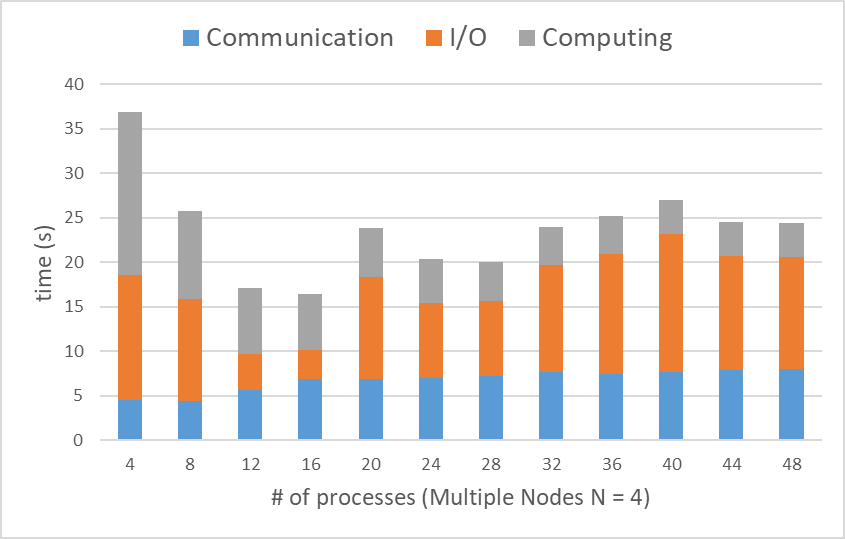 Communication I/O Computing
40
35
30
25
20
15
10
5
0
time (s)
4 8 12 16 20 24 28 32 36 40 44 48
# of processes (Multiple Nodes N = 4)